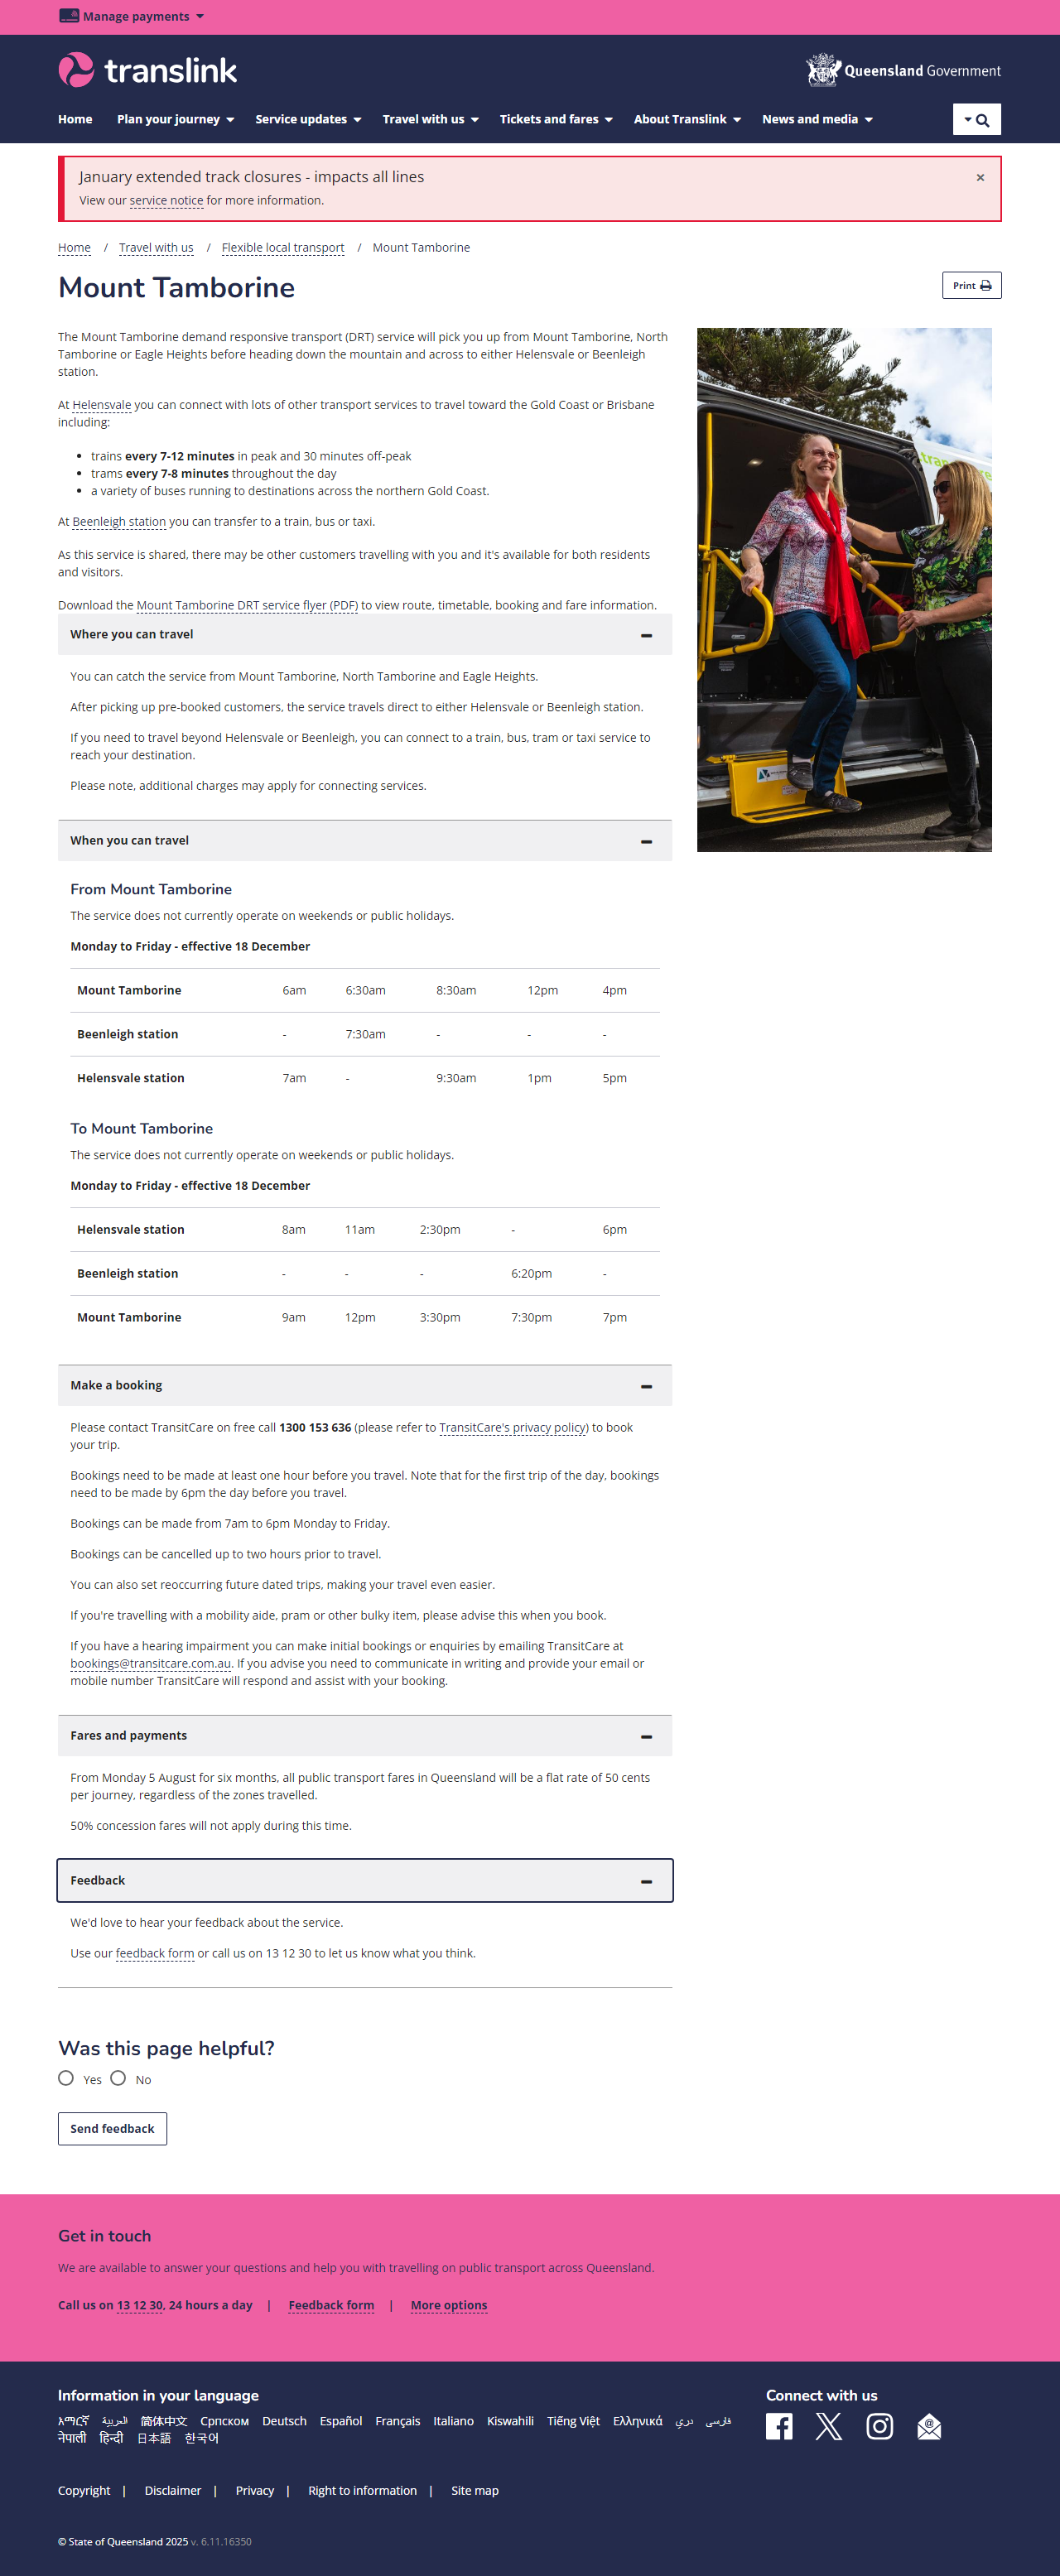 Manage payments
translink
Queensland Government
Home Plan your journey Service updates Travel with us Tickets and fares About Translink News and media
January extended track closures - impacts all lines ×
View our service notice for more information.
Home / Travel with us / Flexible local transport / Mount Tamborine
Mount Tamborine
Print
The Mount Tamborine demand responsive transport (DRT) service will pick you up from Mount Tamborine, North
Tamborine or Eagle Heights before heading down the mountain and across to either Helensvale or Beenleigh
station.
At Helensvale you can connect with lots of other transport services to travel toward the Gold Coast or Brisbane
including:
• trains every 7-12 minutes in peak and 30 minutes off-peak
• trams every 7-8 minutes throughout the day
• a variety of buses running to destinations across the northern Gold Coast.
At Beenleigh station you can transfer to a train, bus or taxi.
As this service is shared, there may be other customers travelling with you and it's available for both residents
and visitors.
Download the Mount Tamborine DRT service flyer (PDF) to view route, timetable, booking and fare information.
Where you can travel
You can catch the service from Mount Tamborine, North Tamborine and Eagle Heights.
After picking up pre-booked customers, the service travels direct to either Helensvale or Beenleigh station.
If you need to travel beyond Helensvale or Beenleigh, you can connect to a train, bus, tram or taxi service to
reach your destination.
Please note, additional charges may apply for connecting services.
When you can travel
From Mount Tamborine
The service does not currently operate on weekends or public holidays.
Monday to Friday - effective 18 December
Mount Tamborine 6am 6:30am 8:30am 12pm 4pm
Beenleigh station - 7:30am - - -
Helensvale station 7am - 9:30am 1pm 5pm
To Mount Tamborine
The service does not currently operate on weekends or public holidays.
Monday to Friday - effective 18 December
Helensvale station 8am 11am 2:30pm - 6pm
Beenleigh station - - - 6:20pm -
Mount Tamborine 9am 12pm 3:30pm 7:30pm 7pm
Make a booking
Please contact TransitCare on free call 1300 153 636 (please refer to TransitCare's privacy policy) to book
your trip.
Bookings need to be made at least one hour before you travel. Note that for the first trip of the day, bookings
need to be made by 6pm the day before you travel.
Bookings can be made from 7am to 6pm Monday to Friday.
Bookings can be cancelled up to two hours prior to travel.
You can also set reoccurring future dated trips, making your travel even easier.
If you're travelling with a mobility aide, pram or other bulky item, please advise this when you book.
If you have a hearing impairment you can make initial bookings or enquiries by emailing TransitCare at
bookings@transitcare.com.au. If you advise you need to communicate in writing and provide your email or
mobile number TransitCare will respond and assist with your booking.
Fares and payments
From Monday 5 August for six months, all public transport fares in Queensland will be a flat rate of 50 cents
per journey, regardless of the zones travelled.
50% concession fares will not apply during this time.
Feedback
We'd love to hear your feedback about the service.
Use our feedback form or call us on 13 12 30 to let us know what you think.
Was this page helpful?
Yes No
Send feedback
Get in touch
We are available to answer your questions and help you with travelling on public transport across Queensland.
Call us on 13 12 30, 24 hours a day | Feedback form | More options
Information in your language
አማርኛ العربية 简体中文 Српском Deutsch Español Français Italiano Kiswahili Tiếng Việt Ελληνικά دری فارسی
नेपाली हिन्दी 日本語 한국어
Connect with us
Copyright | Disclaimer | Privacy | Right to information | Site map
© State of Queensland 2025 v. 6.11.16350